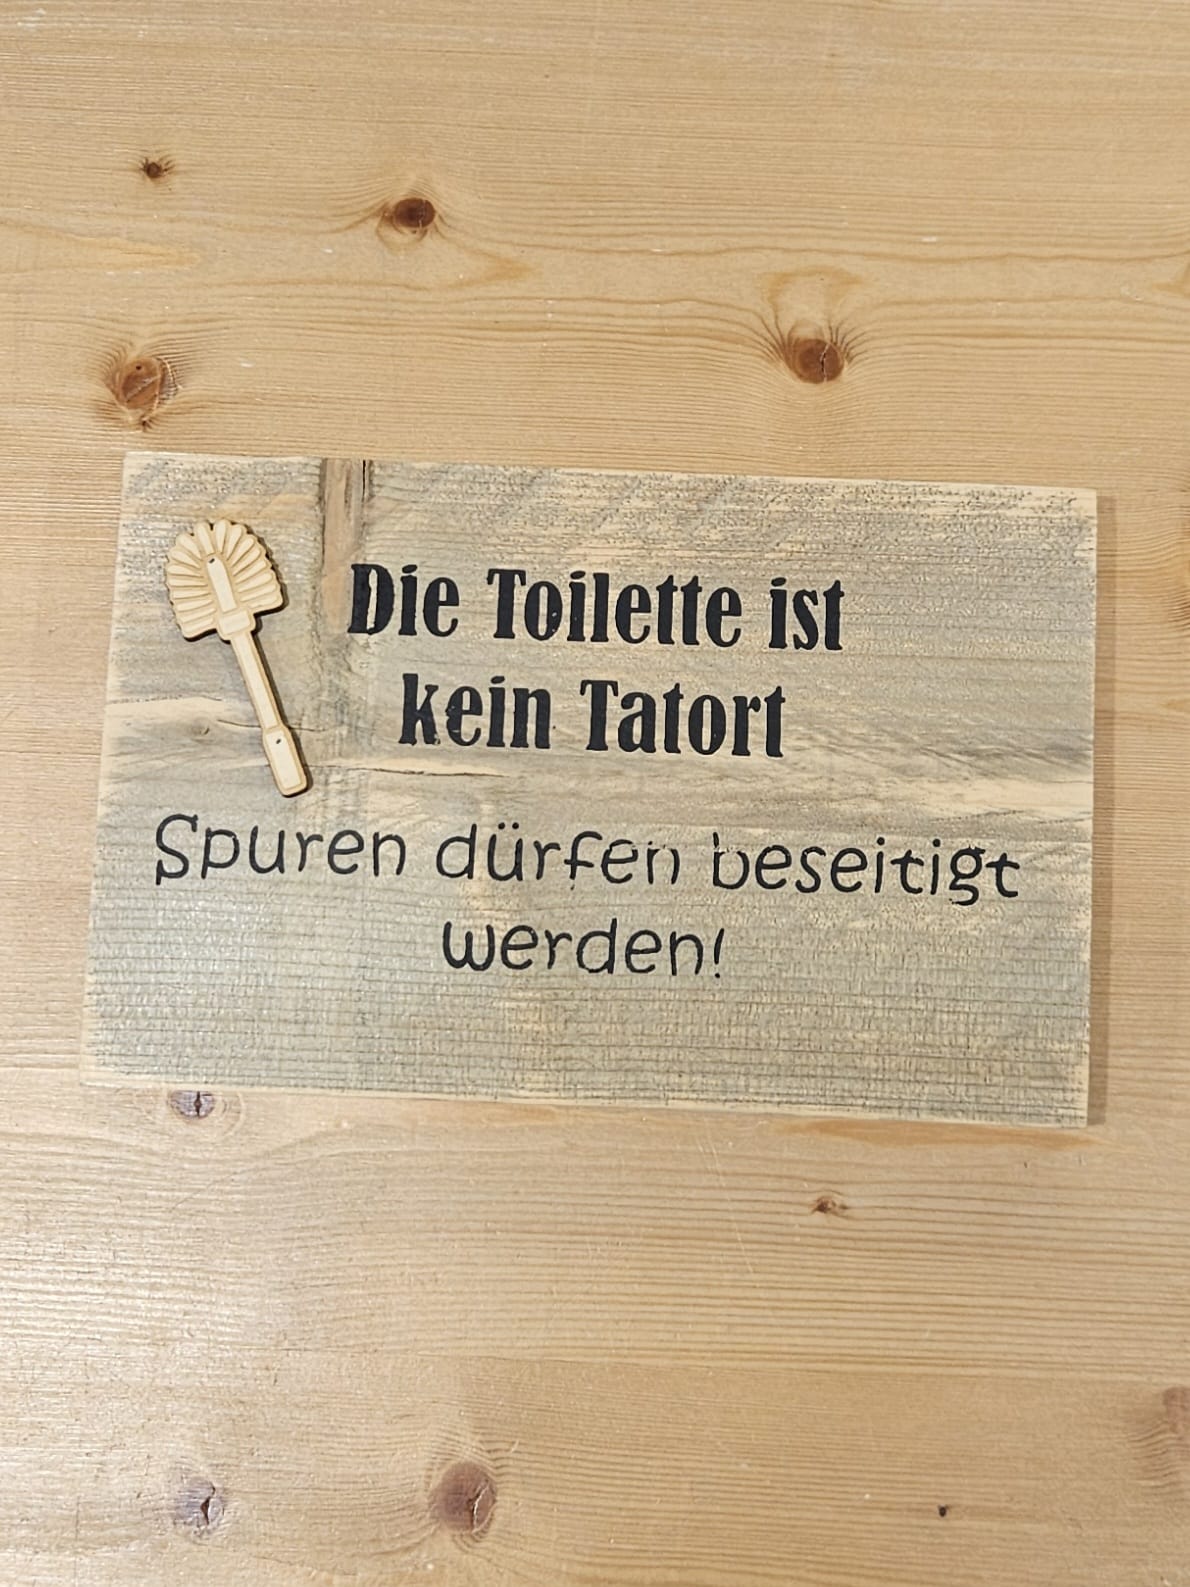 Die Toilette ist
kein Tatort
Spuren dürfen beseitigt
werden!